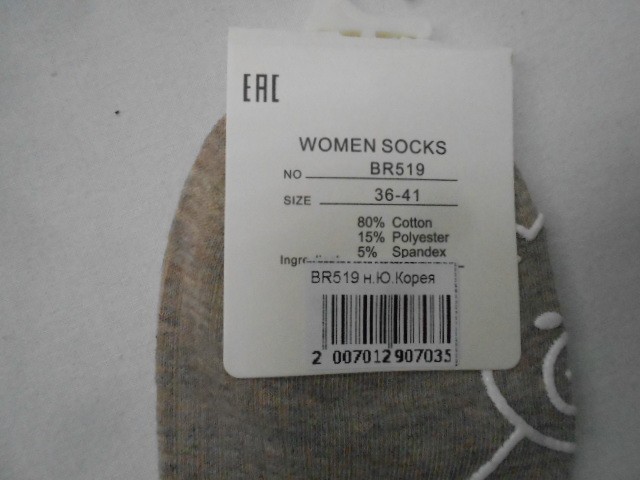 EAC
WOMEN SOCKS
NO BR519
SIZE 36-41
80% Cotton
15% Polyester
5% Spandex
BR519 н.Ю.Корея
2 007012 907035